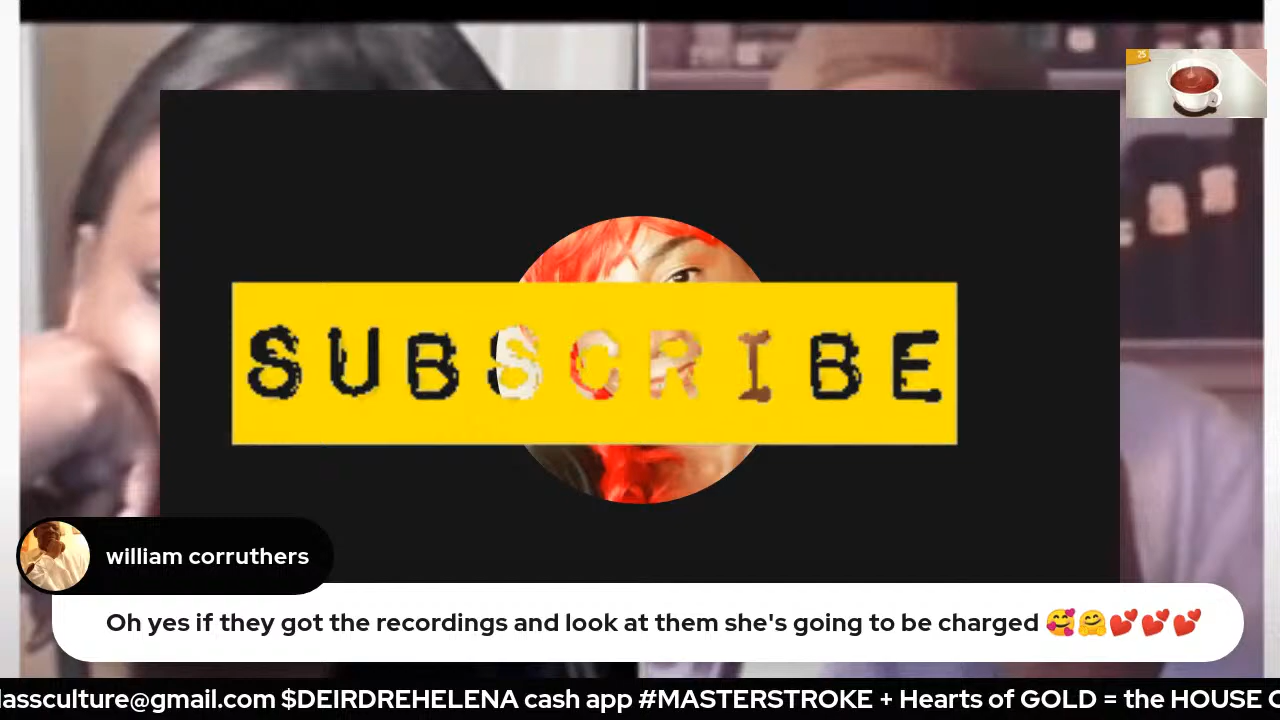 25
SUBSCRIBE
william corruthers
Oh yes if they got the recordings and look at them she's going to be charged 🥰🤗💕💕💕
lassculture@gmail.com $DEIRDREHELENA cash app #MASTERSTROKE + Hearts of GOLD = the HOUSE